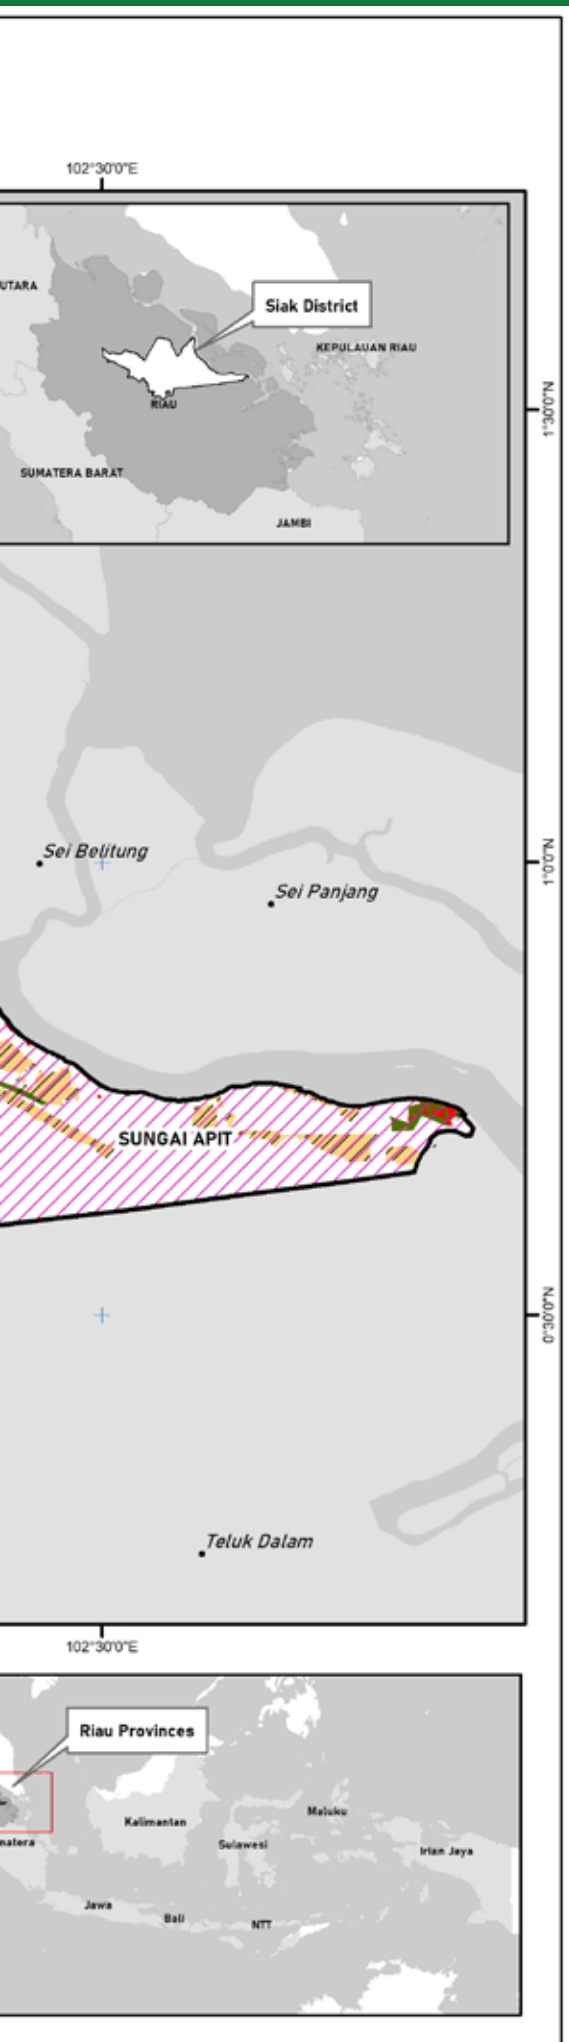 102°30'0"E
UTARA
Siak District
KEPULAUAN RIAU
RIAU
1°30'0"N
SUMATERA BARAT
JAMBI
Sei Belitung
1°0'0"N
Sei Panjang
SUNGAI APIT
0°30'0"N
Teluk Dalam
102°30'0"E
Riau Provinces
Maluku
Kalimantan
matera
Sulawesi
Irian Jaya
Jawa
Bali
NTT